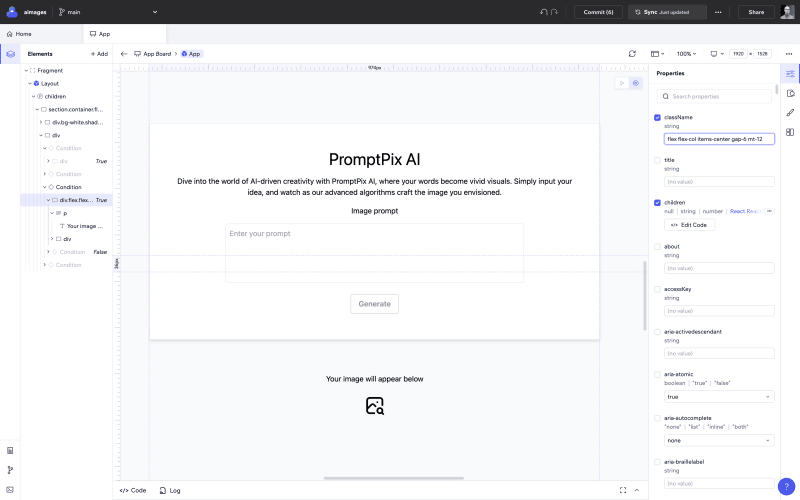 aImages
main
Commit (6)
Sync Just updated
Share
Home
App
Elements
+ Add
App Board
App
100%
1920 × 1528
Fragment
Layout
children
section.container.fl...
div.bg-white.shad...
div
Condition
div True
Condition
Condition
div.flex.flex... True
p
Your image ...
div
Condition False
Condition
974px
36px
PromptPix AI
Dive into the world of AI-driven creativity with PromptPix AI, where your words become vivid visuals. Simply input your
idea, and watch as our advanced algorithms craft the image you envisioned.
Image prompt
Enter your prompt
Generate
Your image will appear below
</> Code
Log
Properties
Search properties
className
string
flex flex-col items-center gap-6 mt-12
title
string
(no value)
children
null | string | number | React.Reac
</> Edit Code
about
string
(no value)
accessKey
string
(no value)
aria-activedescendant
string
(no value)
aria-atomic
boolean | "true" | "false"
true
aria-autocomplete
"none" | "list" | "inline" | "both"
none
aria-braillelabel
string
(no value)
?